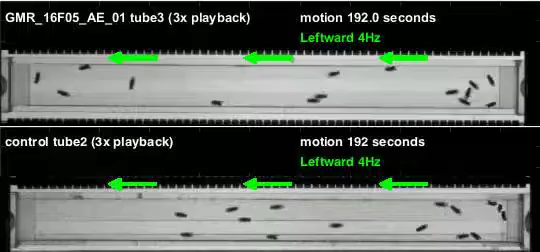 GMR_16F05_AE_01 tube3 (3x playback) motion 192.0 seconds
Leftward 4Hz
control tube2 (3x playback) motion 192 seconds
Leftward 4Hz